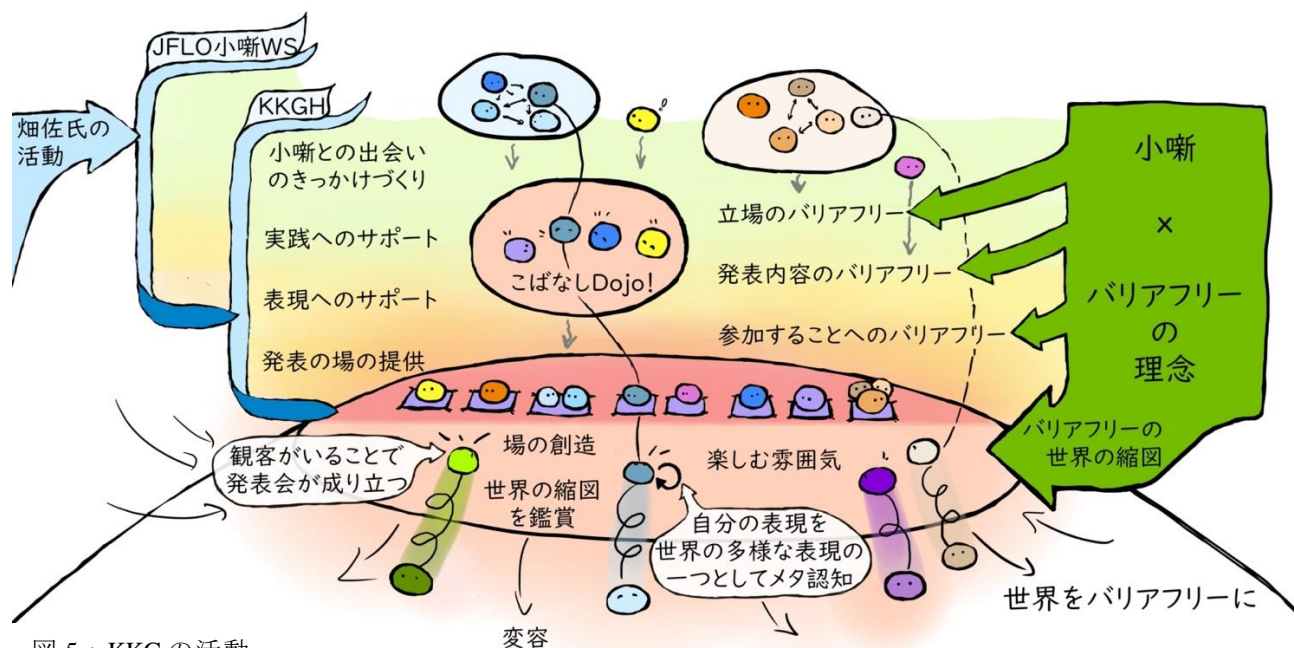 JFLO小噺WS
KKGH
畑佐氏の
活動
小噺との出会い
のきっかけづくり
実践へのサポート
表現へのサポート
発表の場の提供
こばなしDojo!
立場のバリアフリー
発表内容のバリアフリー
参加することへのバリアフリー
小噺
×
バリアフリー
の
理念
バリアフリーの
世界の縮図
観客がいることで
発表会が成り立つ
場の創造
世界の縮図
を鑑賞
楽しむ雰囲気
自分の表現を
世界の多様な表現の
一つとしてメタ認知
変容
世界をバリアフリーに
図5:KKGの活動